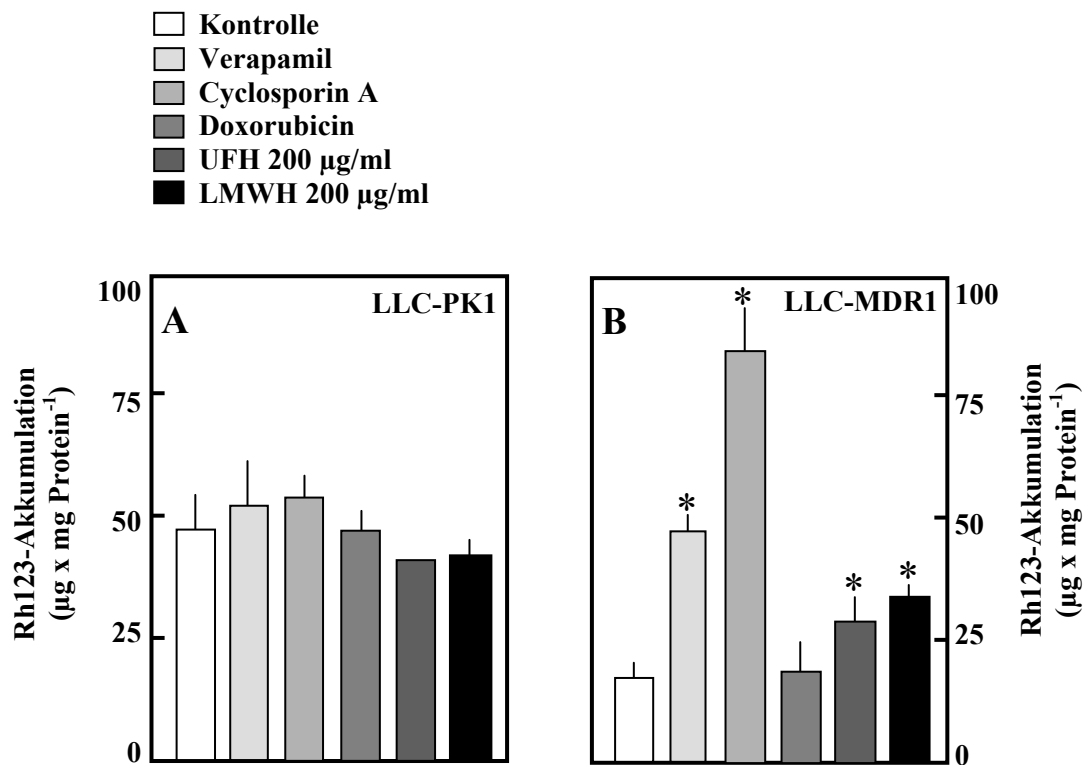 Kontrolle
Verapamil
Cyclosporin A
Doxorubicin
UFH 200 µg/ml
LMWH 200 µg/ml
Rh123-Akkumulation
(µg x mg Protein⁻¹)
100
75
50
25
0
A
LLC-PK1
B
LLC-MDR1
*
*
*
*
100
75
50
25
0
Rh123-Akkumulation
(µg x mg Protein⁻¹)